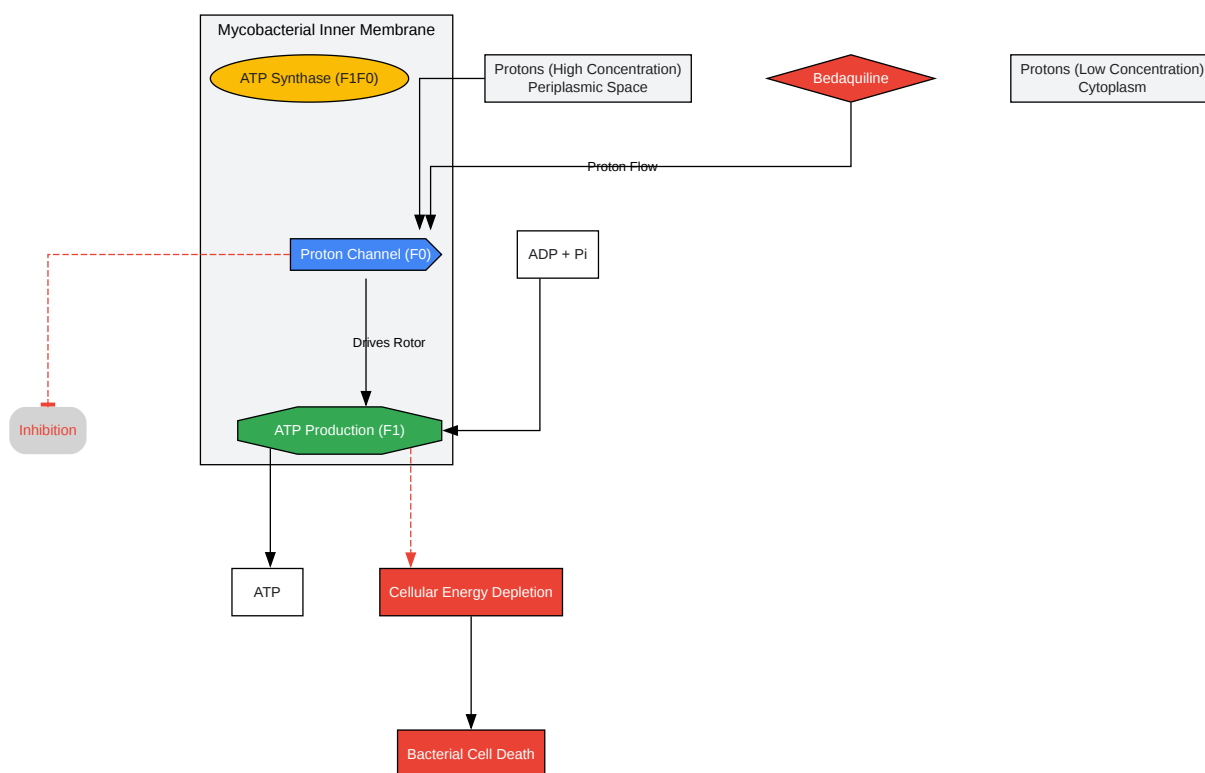 Mycobacterial Inner Membrane
ATP Synthase (F1F0)
Protons (High Concentration)
Periplasmic Space
Bedaquiline
Protons (Low Concentration)
Cytoplasm
Proton Flow
Proton Channel (F0)
ADP + Pi
Drives Rotor
Inhibition
ATP Production (F1)
ATP
Cellular Energy Depletion
Bacterial Cell Death